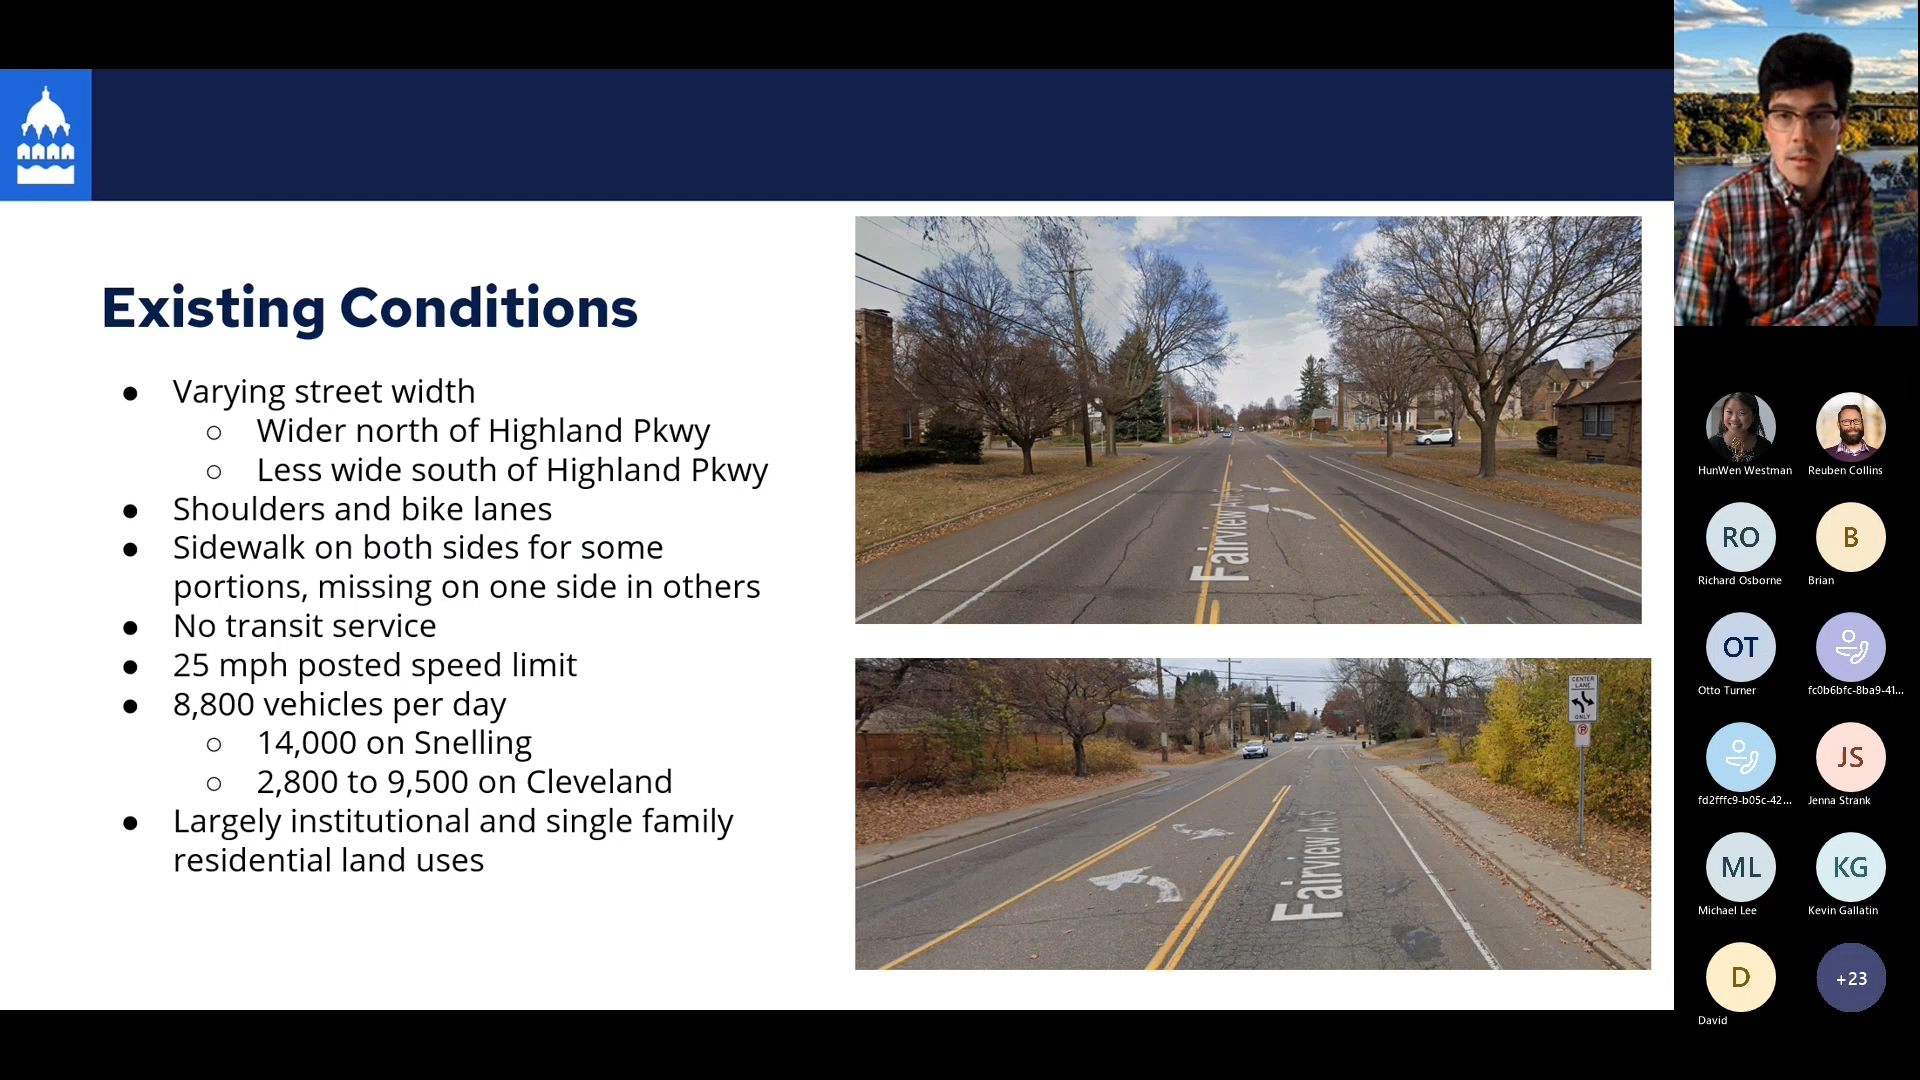 Existing Conditions
● Varying street width
○ Wider north of Highland Pkwy
○ Less wide south of Highland Pkwy
● Shoulders and bike lanes
● Sidewalk on both sides for some
portions, missing on one side in others
● No transit service
● 25 mph posted speed limit
● 8,800 vehicles per day
○ 14,000 on Snelling
○ 2,800 to 9,500 on Cleveland
● Largely institutional and single family
residential land uses
Fairview Ave S
CENTER
LANE
ONLY
Fairview Av S
HunWen Westman
Reuben Collins
RO
Richard Osborne
B
Brian
OT
Otto Turner
fc0b6bfc-8ba9-41...
fd2fffc9-b05c-42...
JS
Jenna Strank
ML
Michael Lee
KG
Kevin Gallatin
D
David
+23